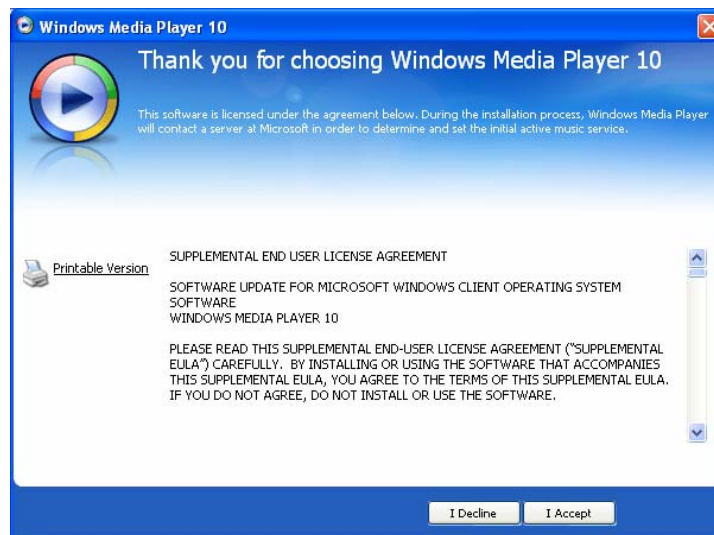 Windows Media Player 10
Thank you for choosing Windows Media Player 10
This software is licensed under the agreement below. During the installation process, Windows Media Player
will contact a server at Microsoft in order to determine and set the initial active music service.
Printable Version
SUPPLEMENTAL END USER LICENSE AGREEMENT
SOFTWARE UPDATE FOR MICROSOFT WINDOWS CLIENT OPERATING SYSTEM
SOFTWARE
WINDOWS MEDIA PLAYER 10
PLEASE READ THIS SUPPLEMENTAL END-USER LICENSE AGREEMENT ("SUPPLEMENTAL
EULA") CAREFULLY. BY INSTALLING OR USING THE SOFTWARE THAT ACCOMPANIES
THIS SUPPLEMENTAL EULA, YOU AGREE TO THE TERMS OF THIS SUPPLEMENTAL EULA.
IF YOU DO NOT AGREE, DO NOT INSTALL OR USE THE SOFTWARE.
I Decline
I Accept